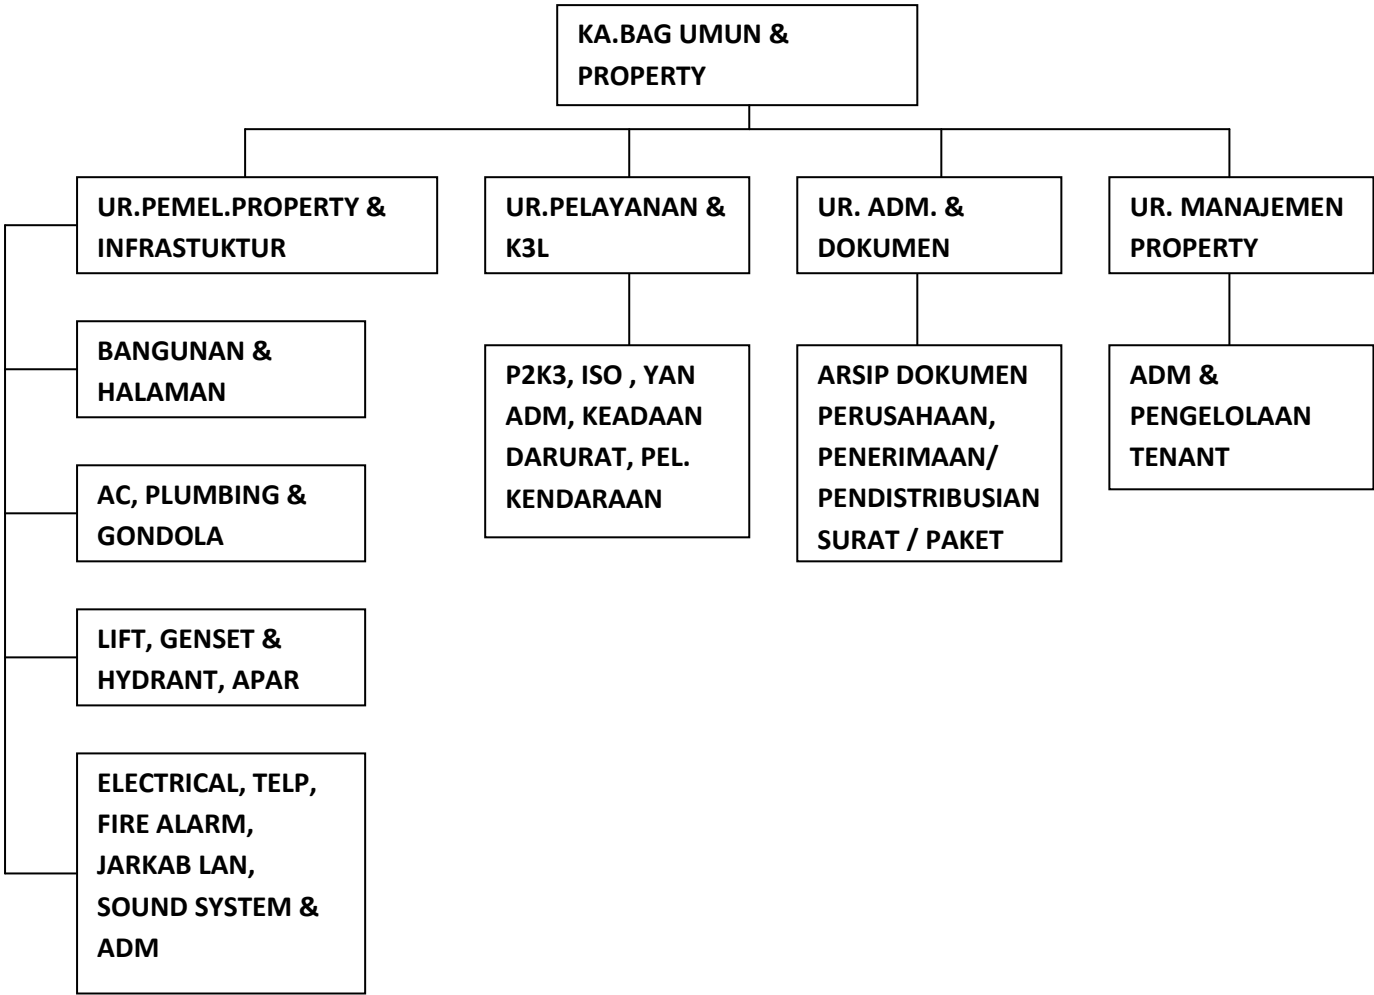 KA.BAG UMUN &
PROPERTY
UR.PEMEL.PROPERTY &
INFRASTUKTUR
UR.PELAYANAN &
K3L
UR. ADM. &
DOKUMEN
UR. MANAJEMEN
PROPERTY
BANGUNAN &
HALAMAN
AC, PLUMBING &
GONDOLA
LIFT, GENSET &
HYDRANT, APAR
ELECTRICAL, TELP,
FIRE ALARM,
JARKAB LAN,
SOUND SYSTEM &
ADM
P2K3, ISO , YAN
ADM, KEADAAN
DARURAT, PEL.
KENDARAAN
ARSIP DOKUMEN
PERUSAHAAN,
PENERIMAAN/
PENDISTRIBUSIAN
SURAT / PAKET
ADM &
PENGELOLAAN
TENANT